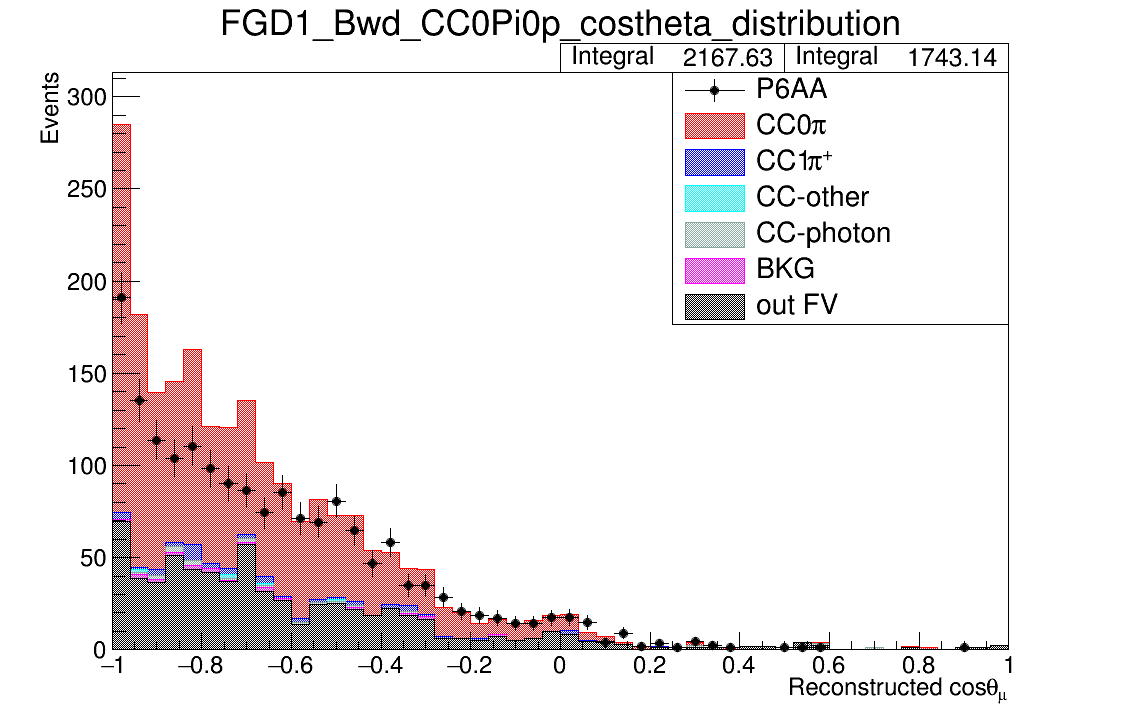 FGD1_Bwd_CC0Pi0p_costheta_distribution
Integral 2167.63 Integral 1743.14
Events
P6AA
CC0π
CC1π⁺
CC-other
CC-photon
BKG
out FV
300
250
200
150
100
50
0
−1 −0.8 −0.6 −0.4 −0.2 0 0.2 0.4 0.6 0.8 1
Reconstructed cosθμ